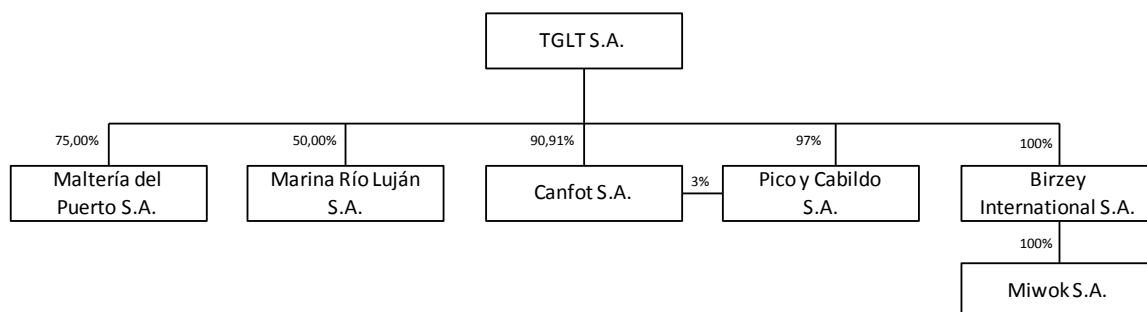 TGLT S.A.
75,00%
50,00%
90,91%
97%
100%
Maltería del
Puerto S.A.
Marina Río Luján
S.A.
Canfot S.A.
3%
Pico y Cabildo
S.A.
Birzey
International S.A.
100%
Miwok S.A.